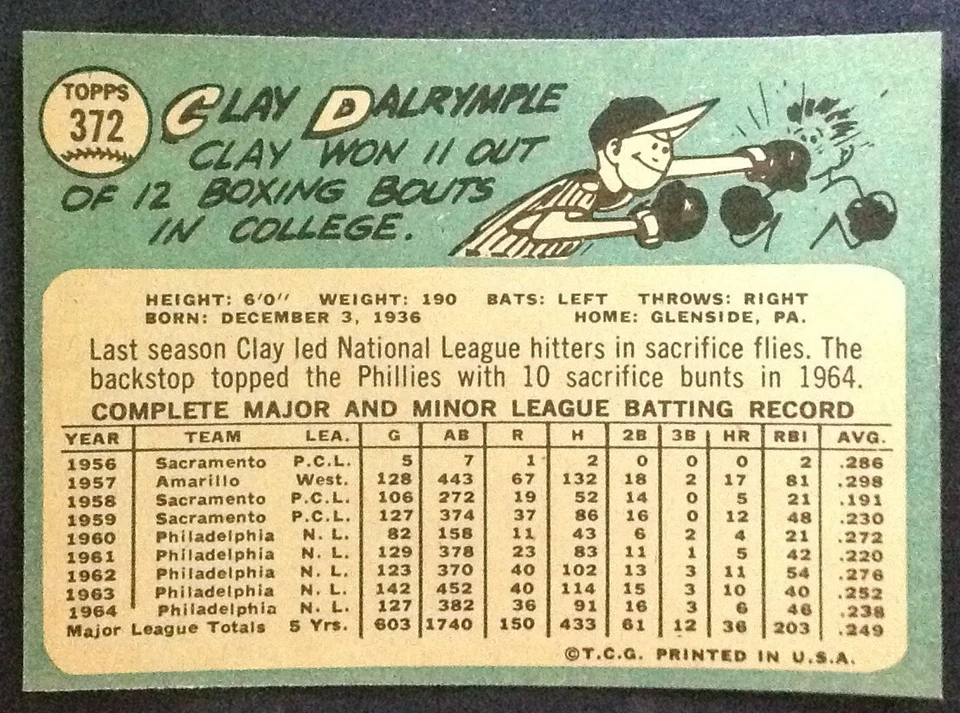 TOPPS
372
CLAY DALRYMPLE
CLAY WON 11 OUT
OF 12 BOXING BOUTS
IN COLLEGE.
HEIGHT: 6'0" WEIGHT: 190 BATS: LEFT THROWS: RIGHT
BORN: DECEMBER 3, 1936 HOME: GLENSIDE, PA.
Last season Clay led National League hitters in sacrifice flies. The
backstop topped the Phillies with 10 sacrifice bunts in 1964.
COMPLETE MAJOR AND MINOR LEAGUE BATTING RECORD
YEAR TEAM LEA. G AB R H 2B 3B HR RBI AVG.
1956 Sacramento P.C.L. 5 7 1 2 0 0 0 2 .286
1957 Amarillo West. 128 443 67 132 18 2 17 81 .298
1958 Sacramento P.C.L. 106 272 19 52 14 0 5 21 .191
1959 Sacramento P.C.L. 127 374 37 86 16 0 12 48 .230
1960 Philadelphia N. L. 82 158 11 43 6 2 4 21 .272
1961 Philadelphia N. L. 129 378 23 83 11 1 5 42 .220
1962 Philadelphia N. L. 123 370 40 102 13 3 11 54 .276
1963 Philadelphia N. L. 142 452 40 114 15 3 10 40 .252
1964 Philadelphia N. L. 127 382 36 91 16 3 6 46 .238
Major League Totals 5 Yrs. 603 1740 150 433 61 12 36 203 .249
©T.C.G. PRINTED IN U.S.A.